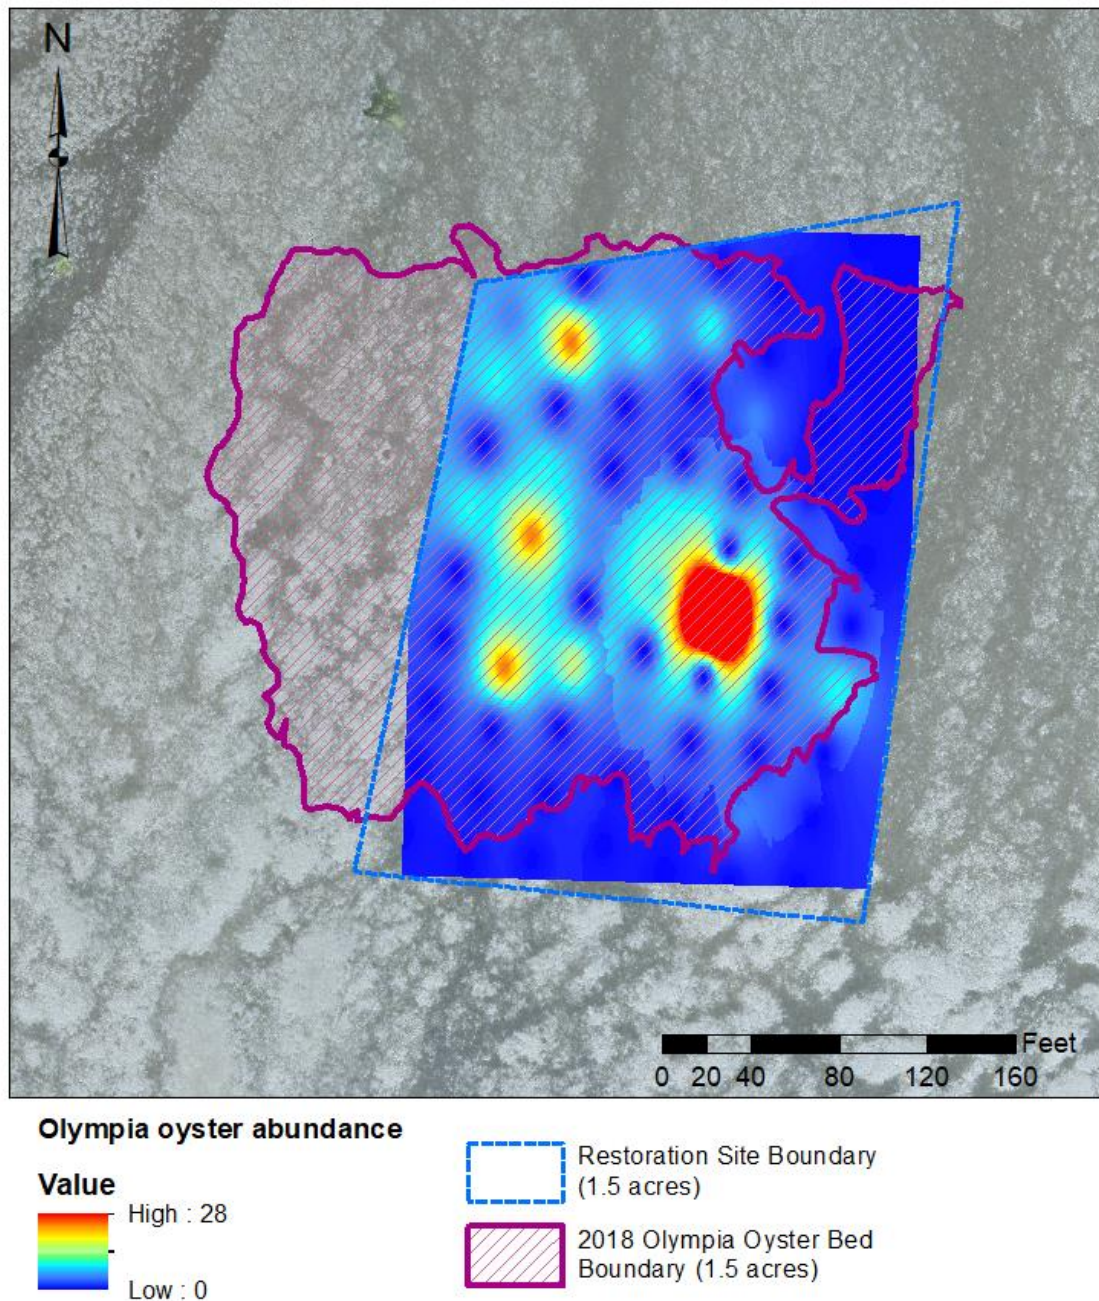 N
Feet
0 20 40 80 120 160
Olympia oyster abundance
Value
High : 28
Low : 0
Restoration Site Boundary
(1.5 acres)
2018 Olympia Oyster Bed
Boundary (1.5 acres)